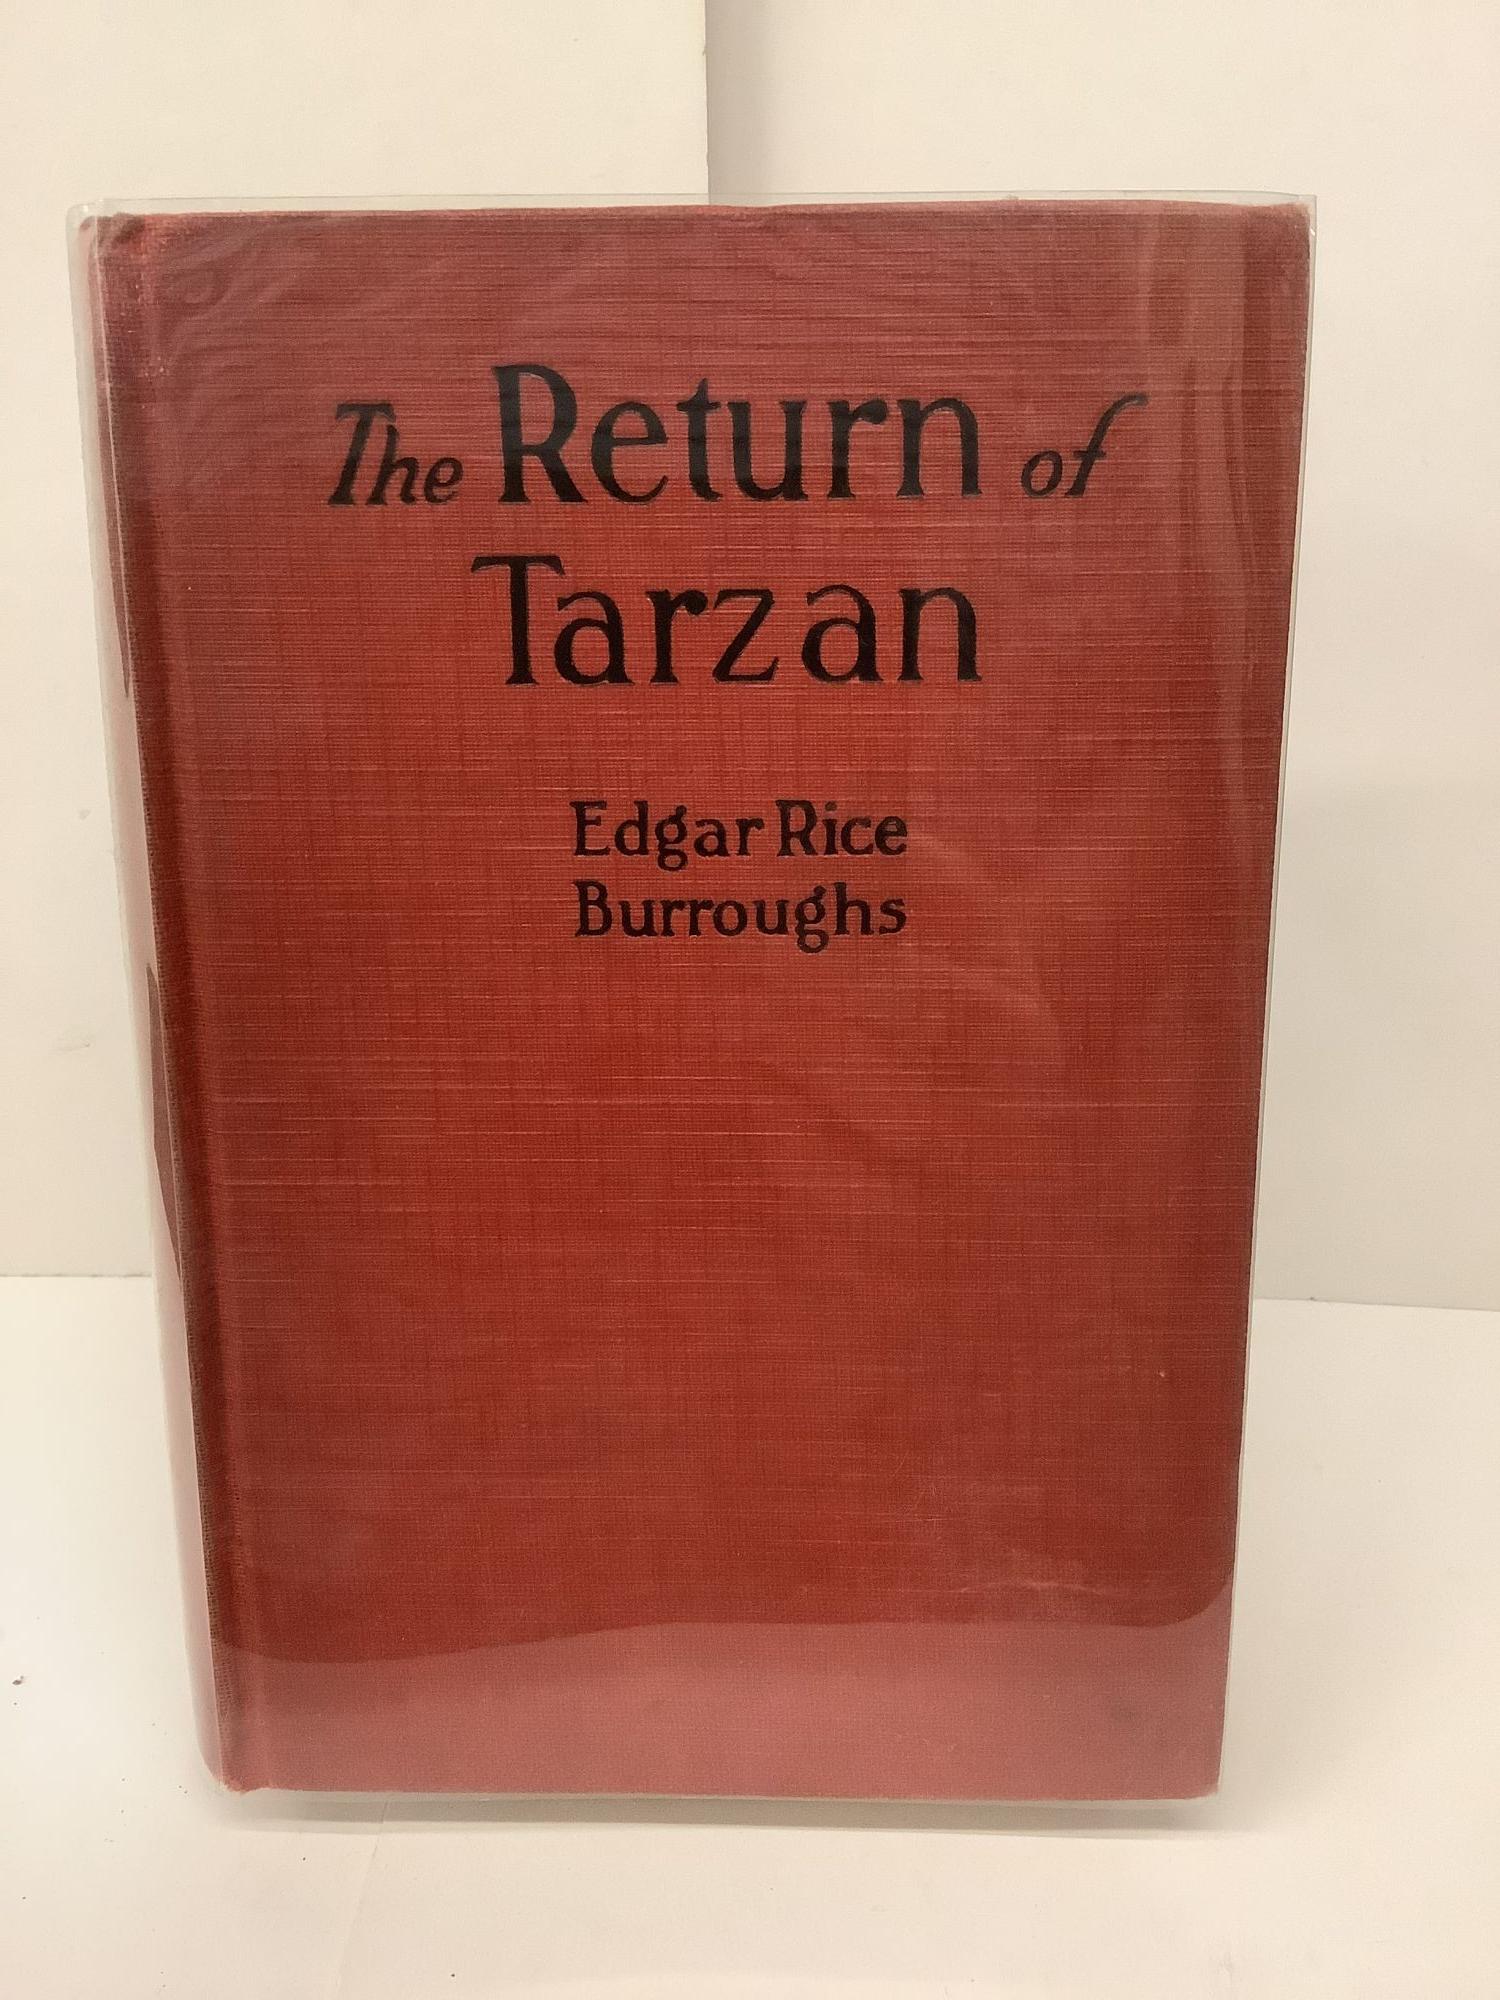 The Return of
Tarzan
Edgar Rice
Burroughs